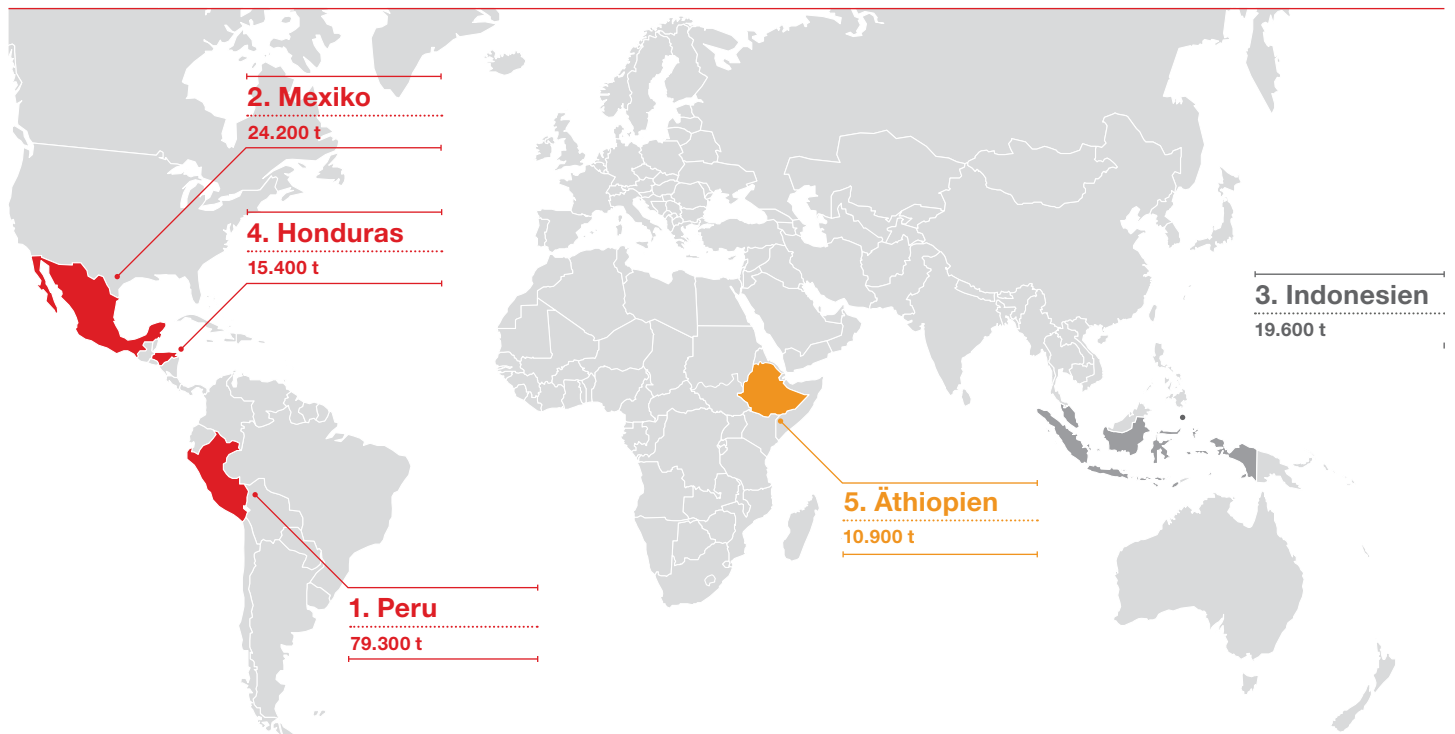 2. Mexiko
24.200 t
4. Honduras
15.400 t
3. Indonesien
19.600 t
5. Äthiopien
10.900 t
1. Peru
79.300 t